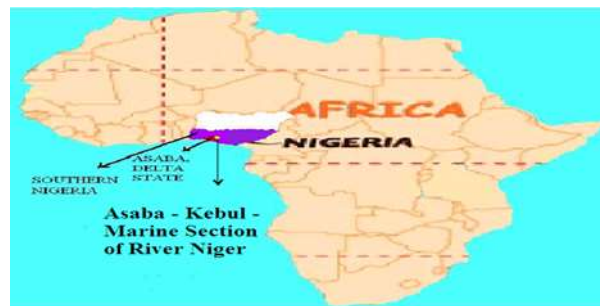 AFRICA
NIGERIA
ASABA,
DELTA
STATE
SOUTHERN
NIGERIA
Asaba - Kebul -
Marine Section
of River Niger